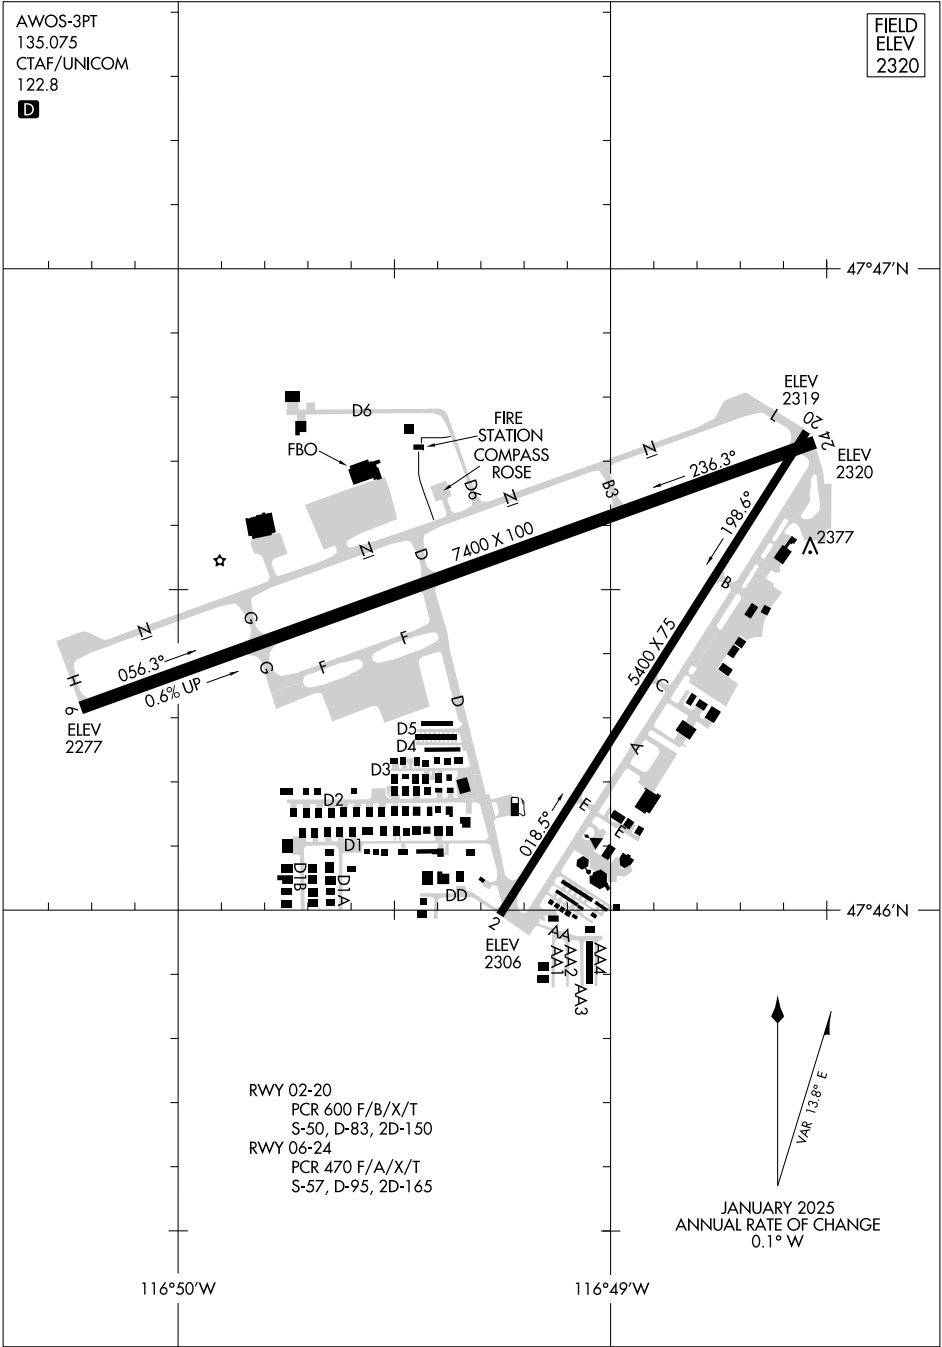 AWOS-3PT
135.075
CTAF/UNICOM
122.8
D
FIELD
ELEV
2320
47°47'N
ELEV
2319
L
20
24
ELEV
2320
D6
FIRE
STATION
COMPASS
ROSE
FBO
D6
N
N
B3
236.3°
198.6°
2377
N
D
7400 X 100
B
N
G
G
F
F
056.3°
0.6% UP
H
6
ELEV
2277
5400 X 75
C
D
A
D5
D4
D3
D2
D1
D1B
D1A
DD
018.5°
E
E
2
ELEV
2306
47°46'N
AA
AA1
AA2
AA4
AA3
RWY 02-20
PCR 600 F/B/X/T
S-50, D-83, 2D-150
RWY 06-24
PCR 470 F/A/X/T
S-57, D-95, 2D-165
VAR 13.8° E
JANUARY 2025
ANNUAL RATE OF CHANGE
0.1° W
116°50'W
116°49'W